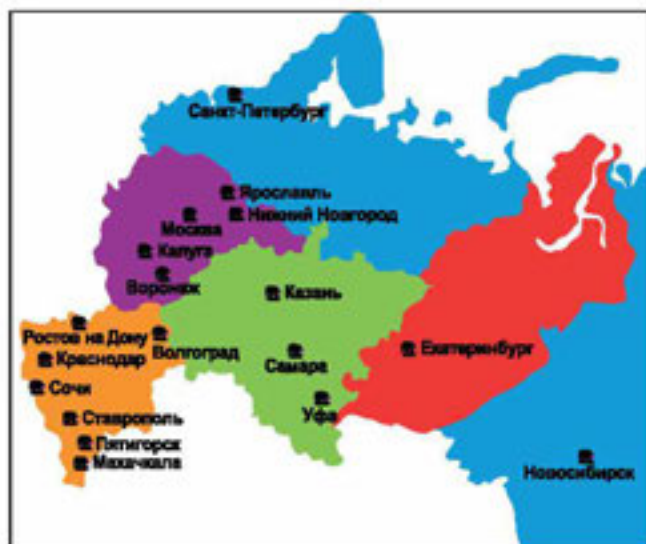 Санкт-Петербург
Ярославль
Нижний Новгород
Москва
Калуга
Воронеж
Казань
Ростов на Дону
Волгоград
Екатеринбург
Краснодар
Самара
Сочи
Уфа
Ставрополь
Пятигорск
Махачкала
Новосибирск